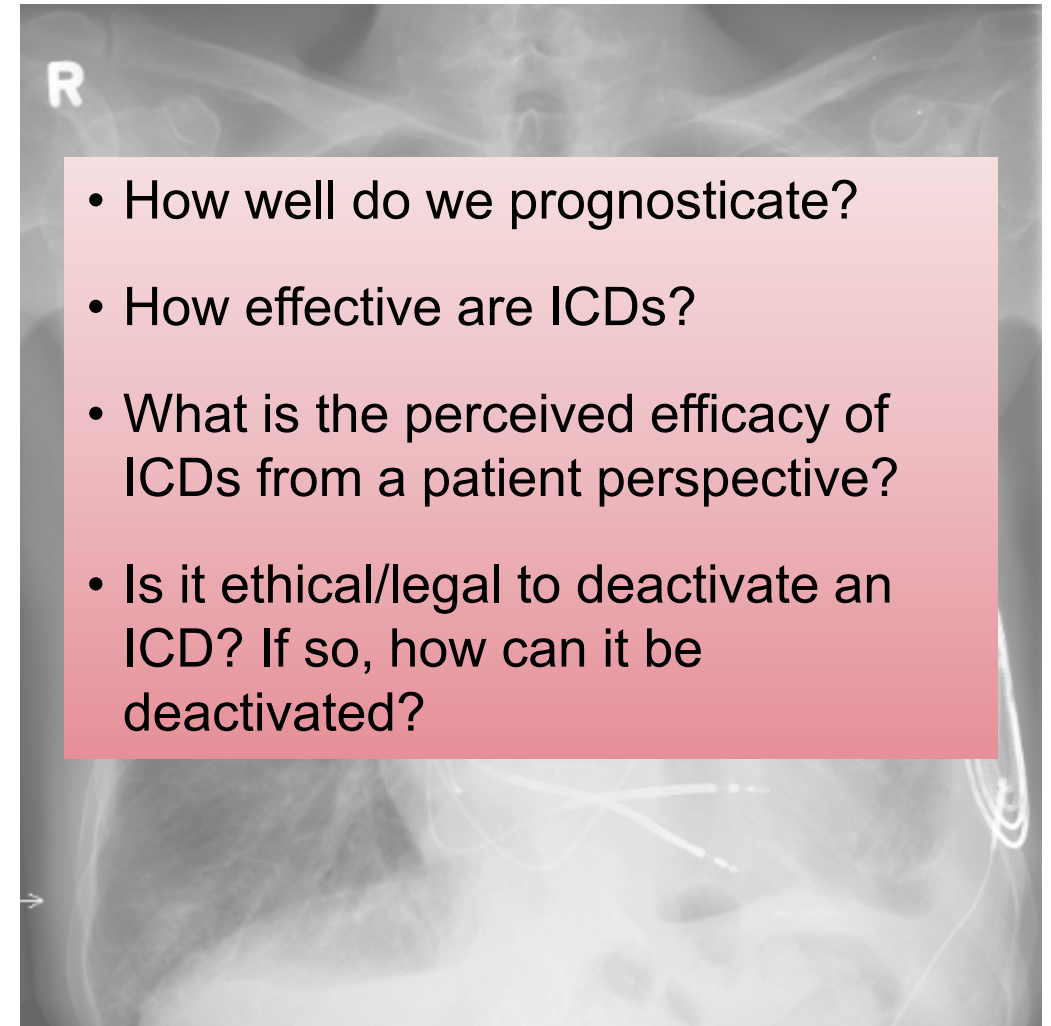 R
• How well do we prognosticate?
• How effective are ICDs?
• What is the perceived efficacy of
ICDs from a patient perspective?
• Is it ethical/legal to deactivate an
ICD? If so, how can it be
deactivated?